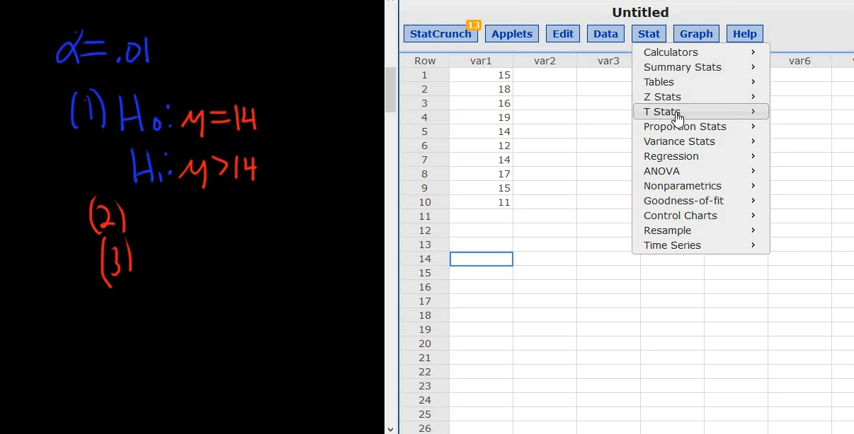 α = .01
(1) H₀: μ = 14
H₁: μ > 14
(2)
(3)
Untitled
StatCrunch 13 Applets Edit Data Stat Graph Help
Row var1 var2 var3 var6
Calculators
Summary Stats
Tables
Z Stats
T Stats
Proportion Stats
Variance Stats
Regression
ANOVA
Nonparametrics
Goodness-of-fit
Control Charts
Resample
Time Series
1 15
2 18
3 16
4 19
5 14
6 12
7 14
8 17
9 15
10 11
11
12
13
14
15
16
17
18
19
20
21
22
23
24
25
26